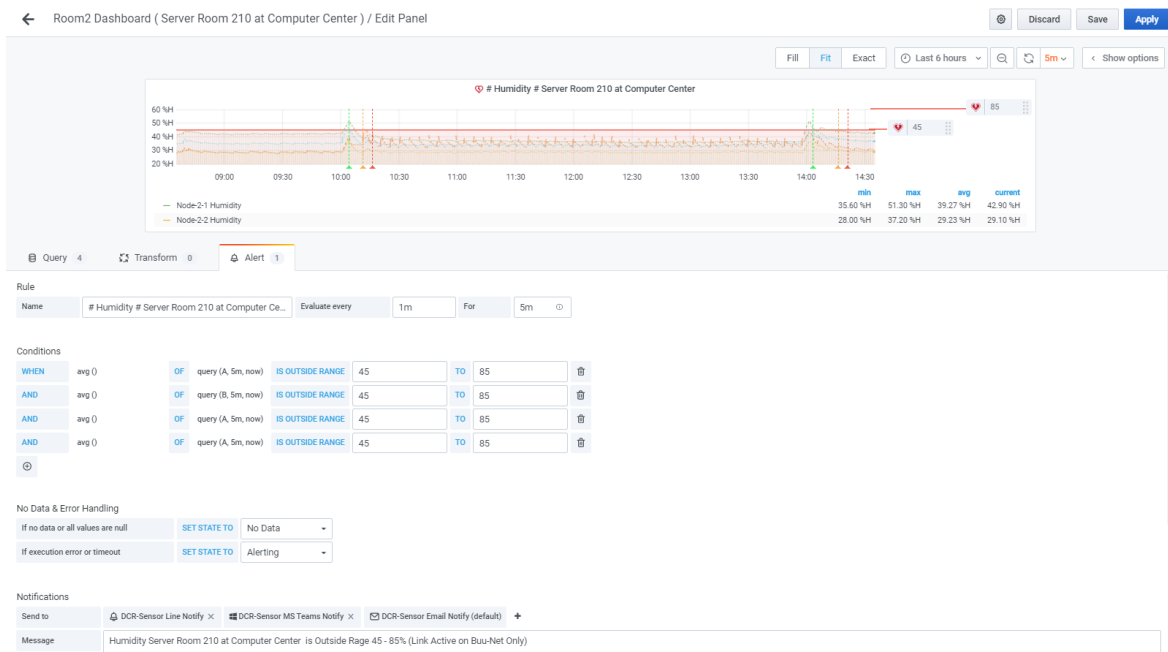 Room2 Dashboard ( Server Room 210 at Computer Center ) / Edit Panel
Discard
Save
Apply
Fill
Fit
Exact
Last 6 hours
5m
Show options
# Humidity # Server Room 210 at Computer Center
60 %H
50 %H
40 %H
30 %H
20 %H
85
45
09:00 09:30 10:00 10:30 11:00 11:30 12:00 12:30 13:00 13:30 14:00 14:30
min max avg current
Node-2-1 Humidity 35.60 %H 51.30 %H 39.27 %H 42.90 %H
Node-2-2 Humidity 28.00 %H 37.20 %H 29.23 %H 29.10 %H
Query 4
Transform 0
Alert 1
Rule
Name # Humidity # Server Room 210 at Computer Ce... Evaluate every 1m For 5m
Conditions
WHEN avg () OF query (A, 5m, now) IS OUTSIDE RANGE 45 TO 85
AND avg () OF query (B, 5m, now) IS OUTSIDE RANGE 45 TO 85
AND avg () OF query (A, 5m, now) IS OUTSIDE RANGE 45 TO 85
AND avg () OF query (A, 5m, now) IS OUTSIDE RANGE 45 TO 85
No Data & Error Handling
If no data or all values are null SET STATE TO No Data
If execution error or timeout SET STATE TO Alerting
Notifications
Send to DCR-Sensor Line Notify × DCR-Sensor MS Teams Notify × DCR-Sensor Email Notify (default) +
Message Humidity Server Room 210 at Computer Center is Outside Rage 45 - 85% (Link Active on Buu-Net Only)